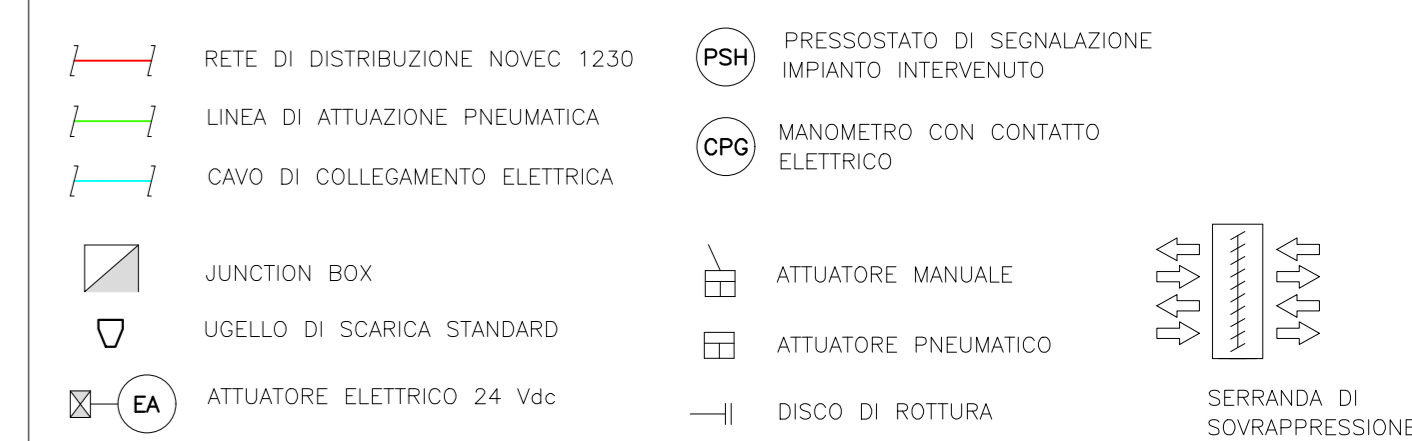 RETE DI DISTRIBUZIONE NOVEC 1230
LINEA DI ATTUAZIONE PNEUMATICA
CAVO DI COLLEGAMENTO ELETTRICA
JUNCTION BOX
UGELLO DI SCARICA STANDARD
EA
ATTUATORE ELETTRICO 24 Vdc
PSH
PRESSOSTATO DI SEGNALAZIONE
IMPIANTO INTERVENUTO
CPG
MANOMETRO CON CONTATTO
ELETTRICO
ATTUATORE MANUALE
ATTUATORE PNEUMATICO
DISCO DI ROTTURA
SERRANDA DI
SOVRAPPRESSIONE